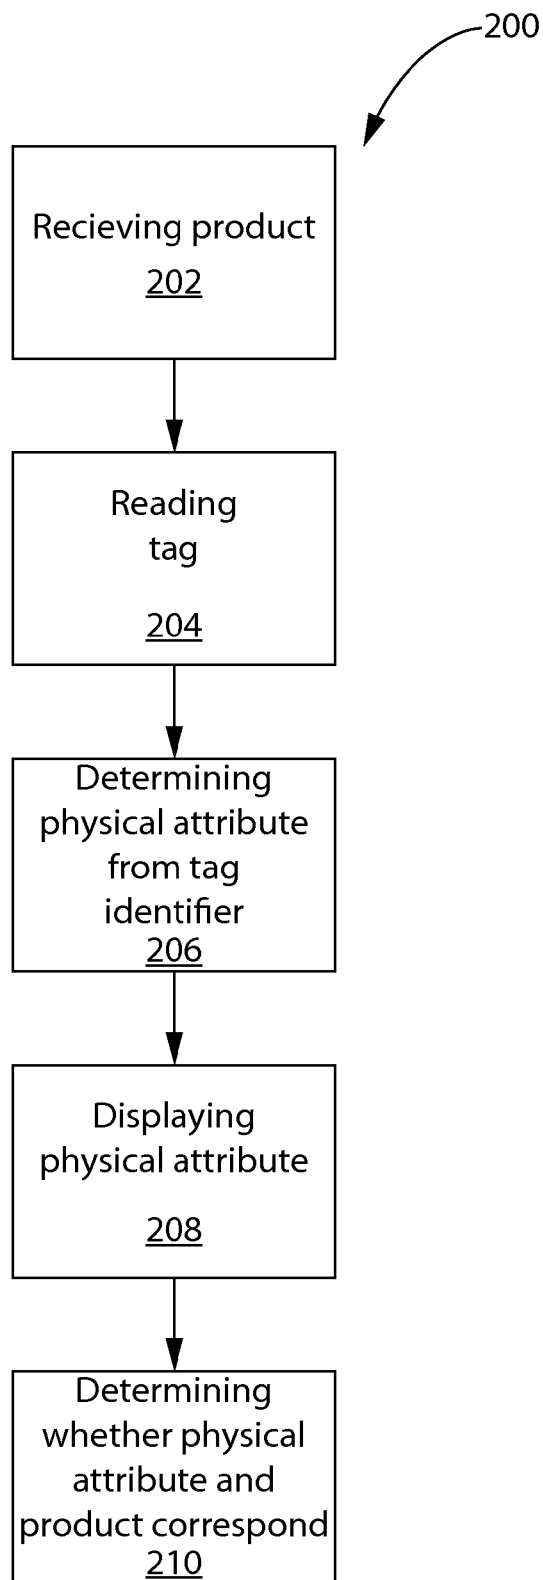 200
Recieving product
202
Reading
tag
204
Determining
physical attribute
from tag
identifier
206
Displaying
physical attribute
208
Determining
whether physical
attribute and
product correspond
210